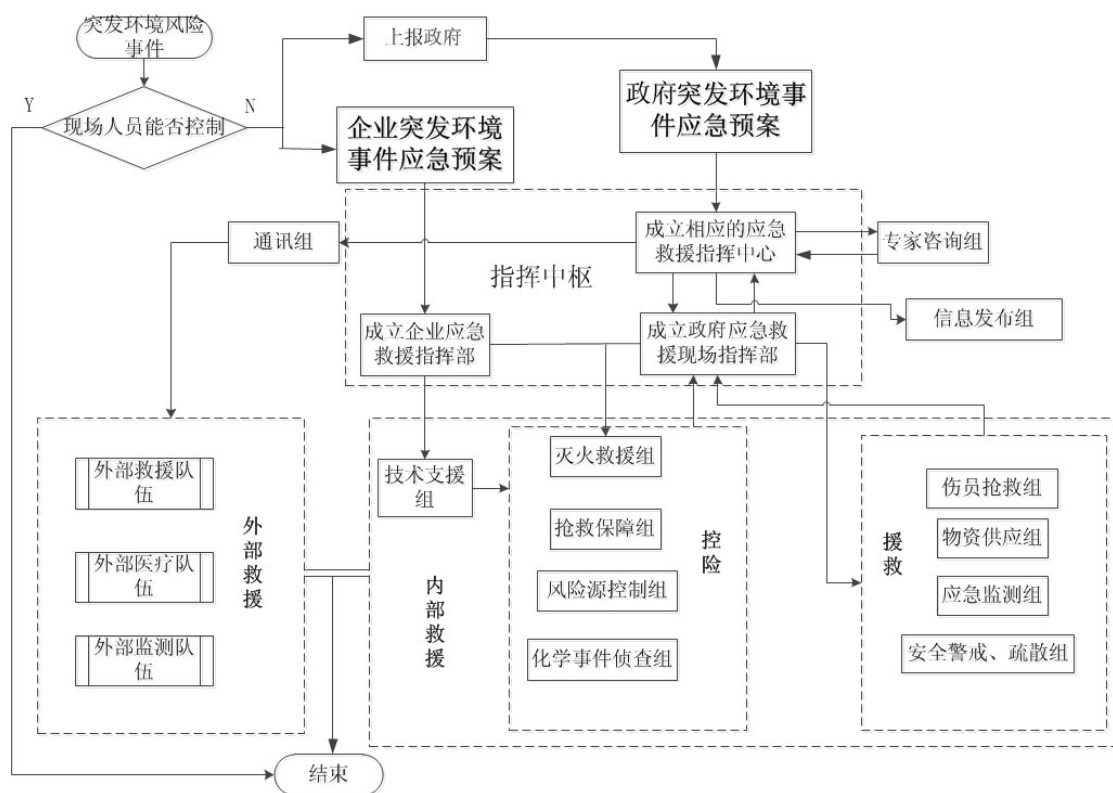 突发环境风险
事件
Y
现场人员能否控制
N
上报政府
企业突发环境
事件应急预案
政府突发环境事
件应急预案
通讯组
指挥中枢
成立相应的应急
救援指挥中心
专家咨询组
信息发布组
成立企业应急
救援指挥部
成立政府应急救
援现场指挥部
外部救援队
伍
外部医疗队
伍
外部监测队
伍
外部救援
技术支援
组
内部救援
灭火救援组
抢救保障组
风险源控制组
化学事件侦查组
控险
援救
伤员抢救组
物资供应组
应急监测组
安全警戒、疏散组
结束